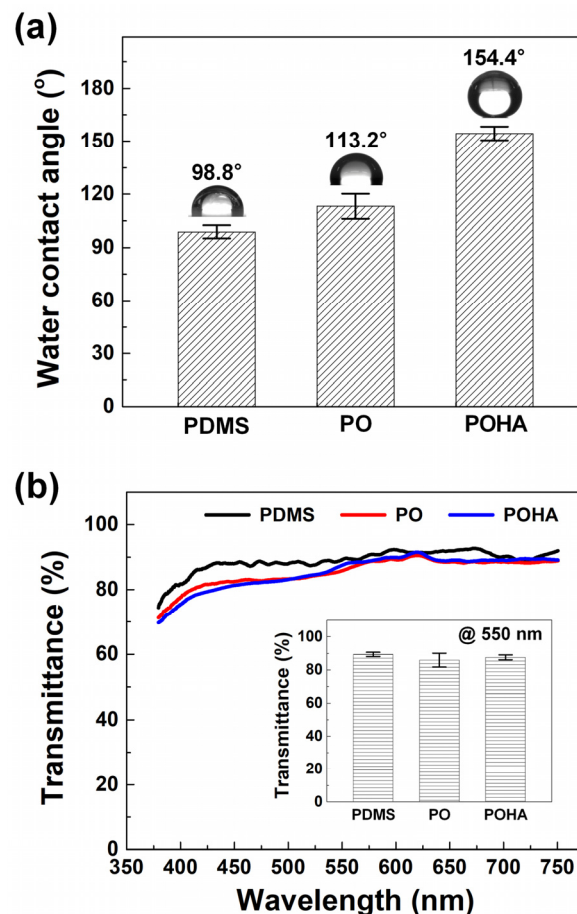 (a)
Water contact angle (°)
180
150
120
90
60
30
0
98.8°
113.2°
154.4°
PDMS
PO
POHA
(b)
Transmittance (%)
100
80
60
40
20
0
PDMS
PO
POHA
@ 550 nm
Transmittance (%)
100
80
60
40
20
0
PDMS
PO
POHA
350 400 450 500 550 600 650 700 750
Wavelength (nm)